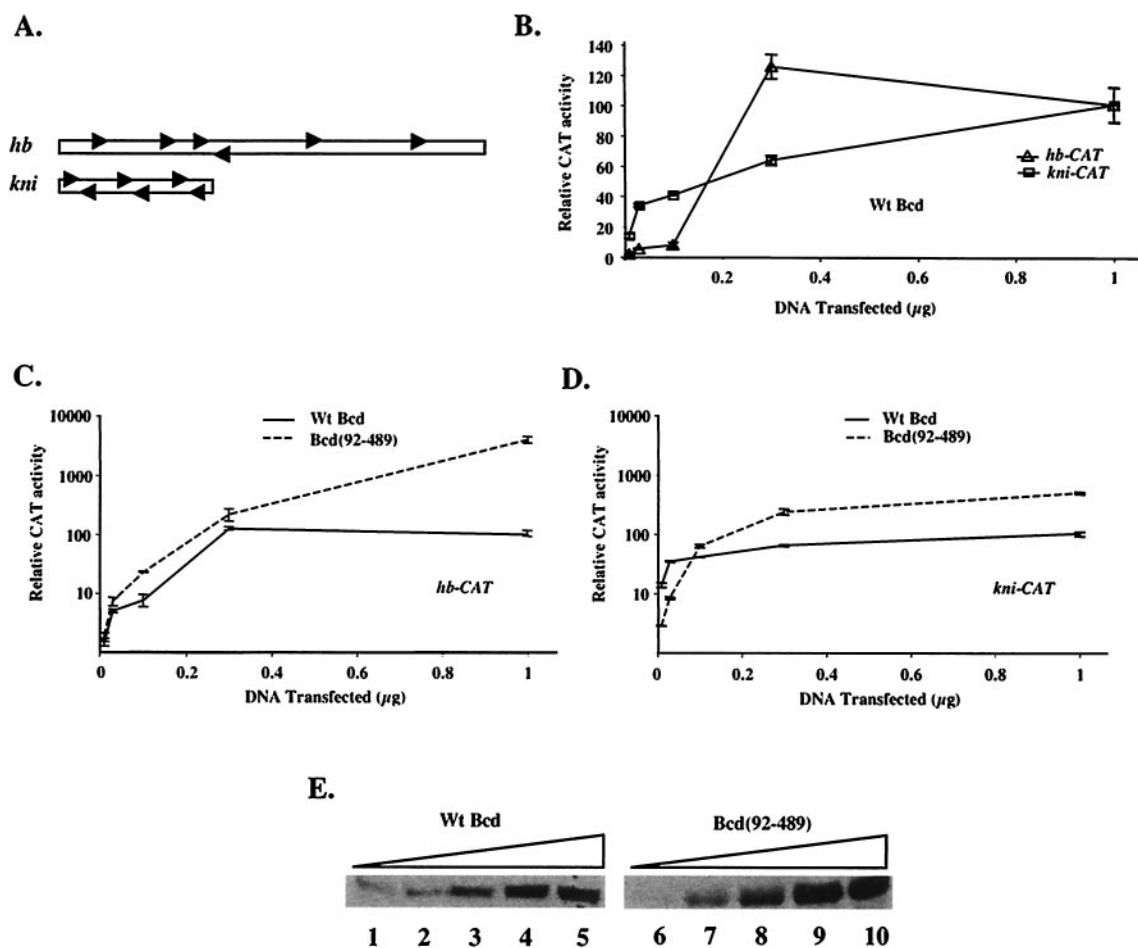 A.
hb
kni
B.
Relative CAT activity
140
120
100
80
60
40
20
0
0.2
0.4
0.6
0.8
1
DNA Transfected (µg)
hb-CAT
kni-CAT
Wt Bcd
C.
Relative CAT activity
10000
1000
100
10
0
0.2
0.4
0.6
0.8
1
DNA Transfected (µg)
Wt Bcd
Bcd(92-489)
hb-CAT
D.
Relative CAT activity
10000
1000
100
10
0
0.2
0.4
0.6
0.8
1
DNA Transfected (µg)
Wt Bcd
Bcd(92-489)
kni-CAT
E.
Wt Bcd
Bcd(92-489)
1 2 3 4 5 6 7 8 9 10